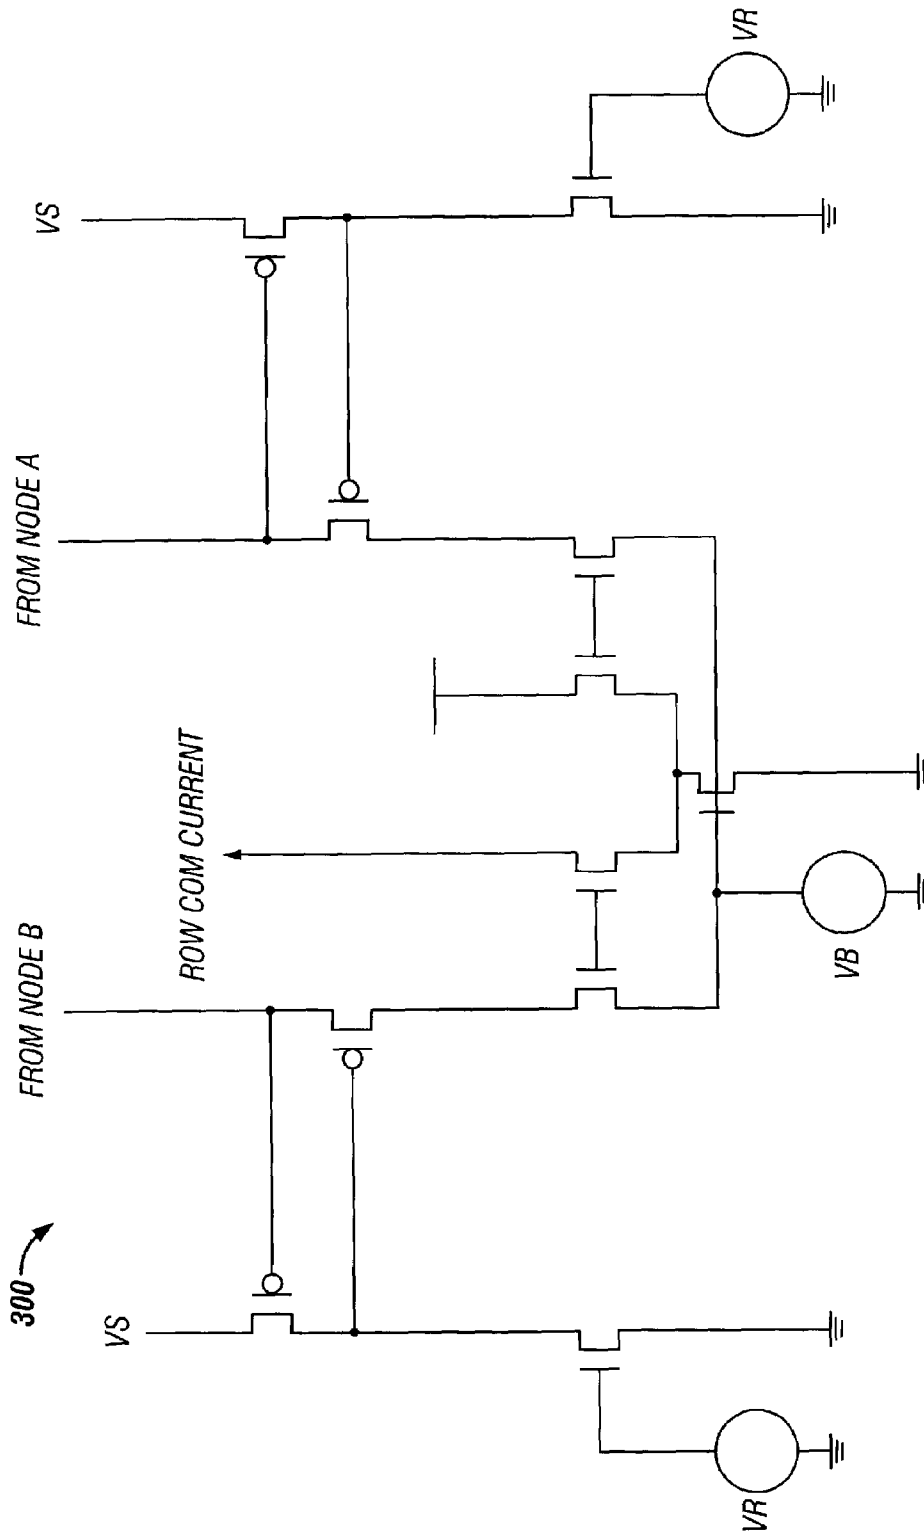 300
FROM NODE B
FROM NODE A
VS
VS
ROW COM CURRENT
VR
VB
VR